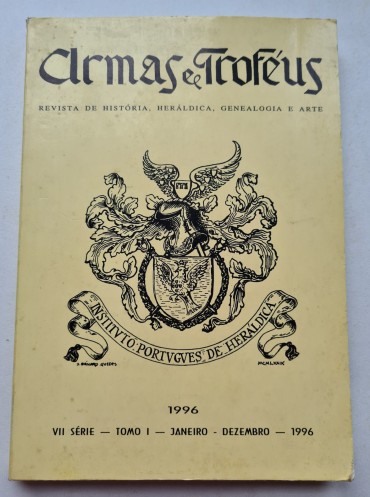 Armas e Troféus
REVISTA DE HISTÓRIA, HERÁLDICA, GENEALOGIA E ARTE
INSTITVTO PORTVGVES DE HERALDICA
1996
VII SÉRIE — TOMO I — JANEIRO - DEZEMBRO — 1996